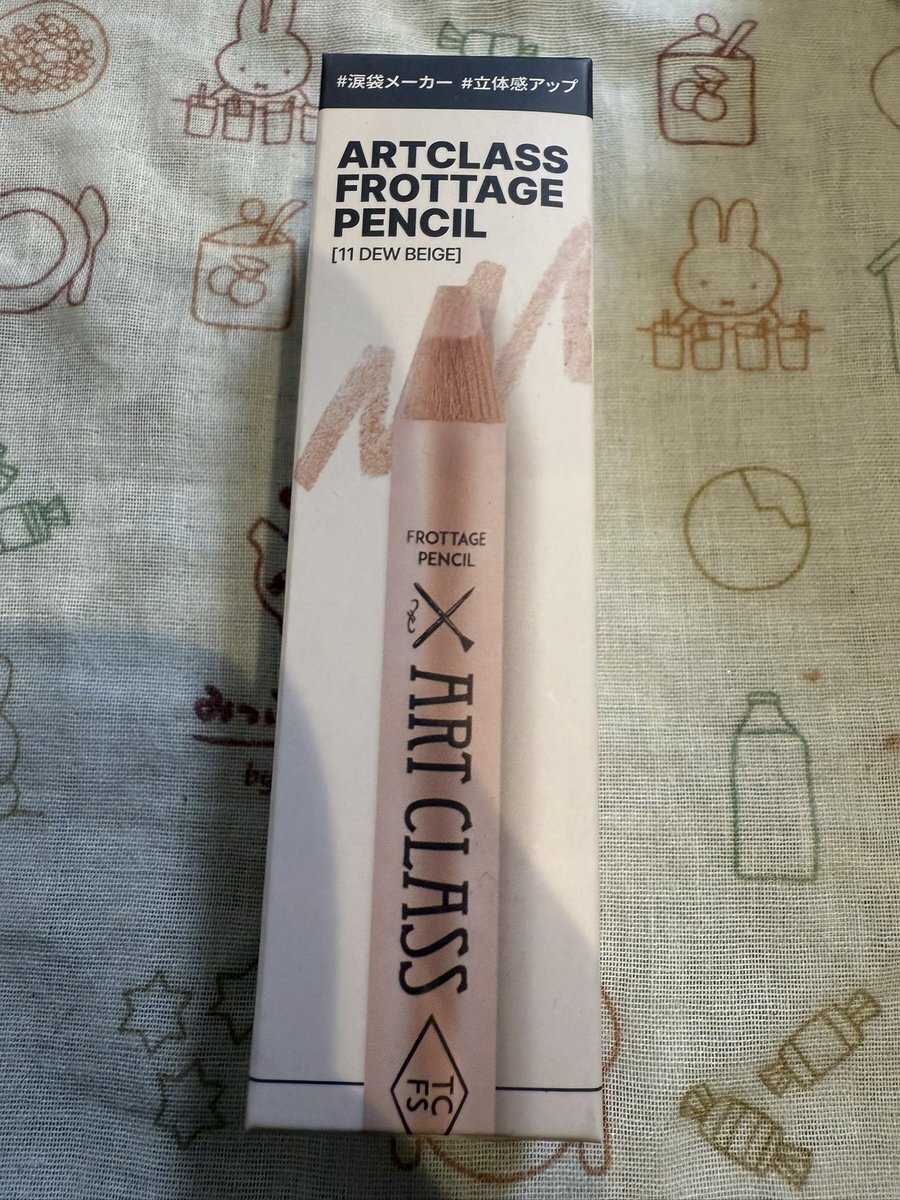 #涙袋メーカー #立体感アップ
ARTCLASS
FROTTAGE
PENCIL
[11 DEW BEIGE]
FROTTAGE
PENCIL
ART CLASS
TC
FS